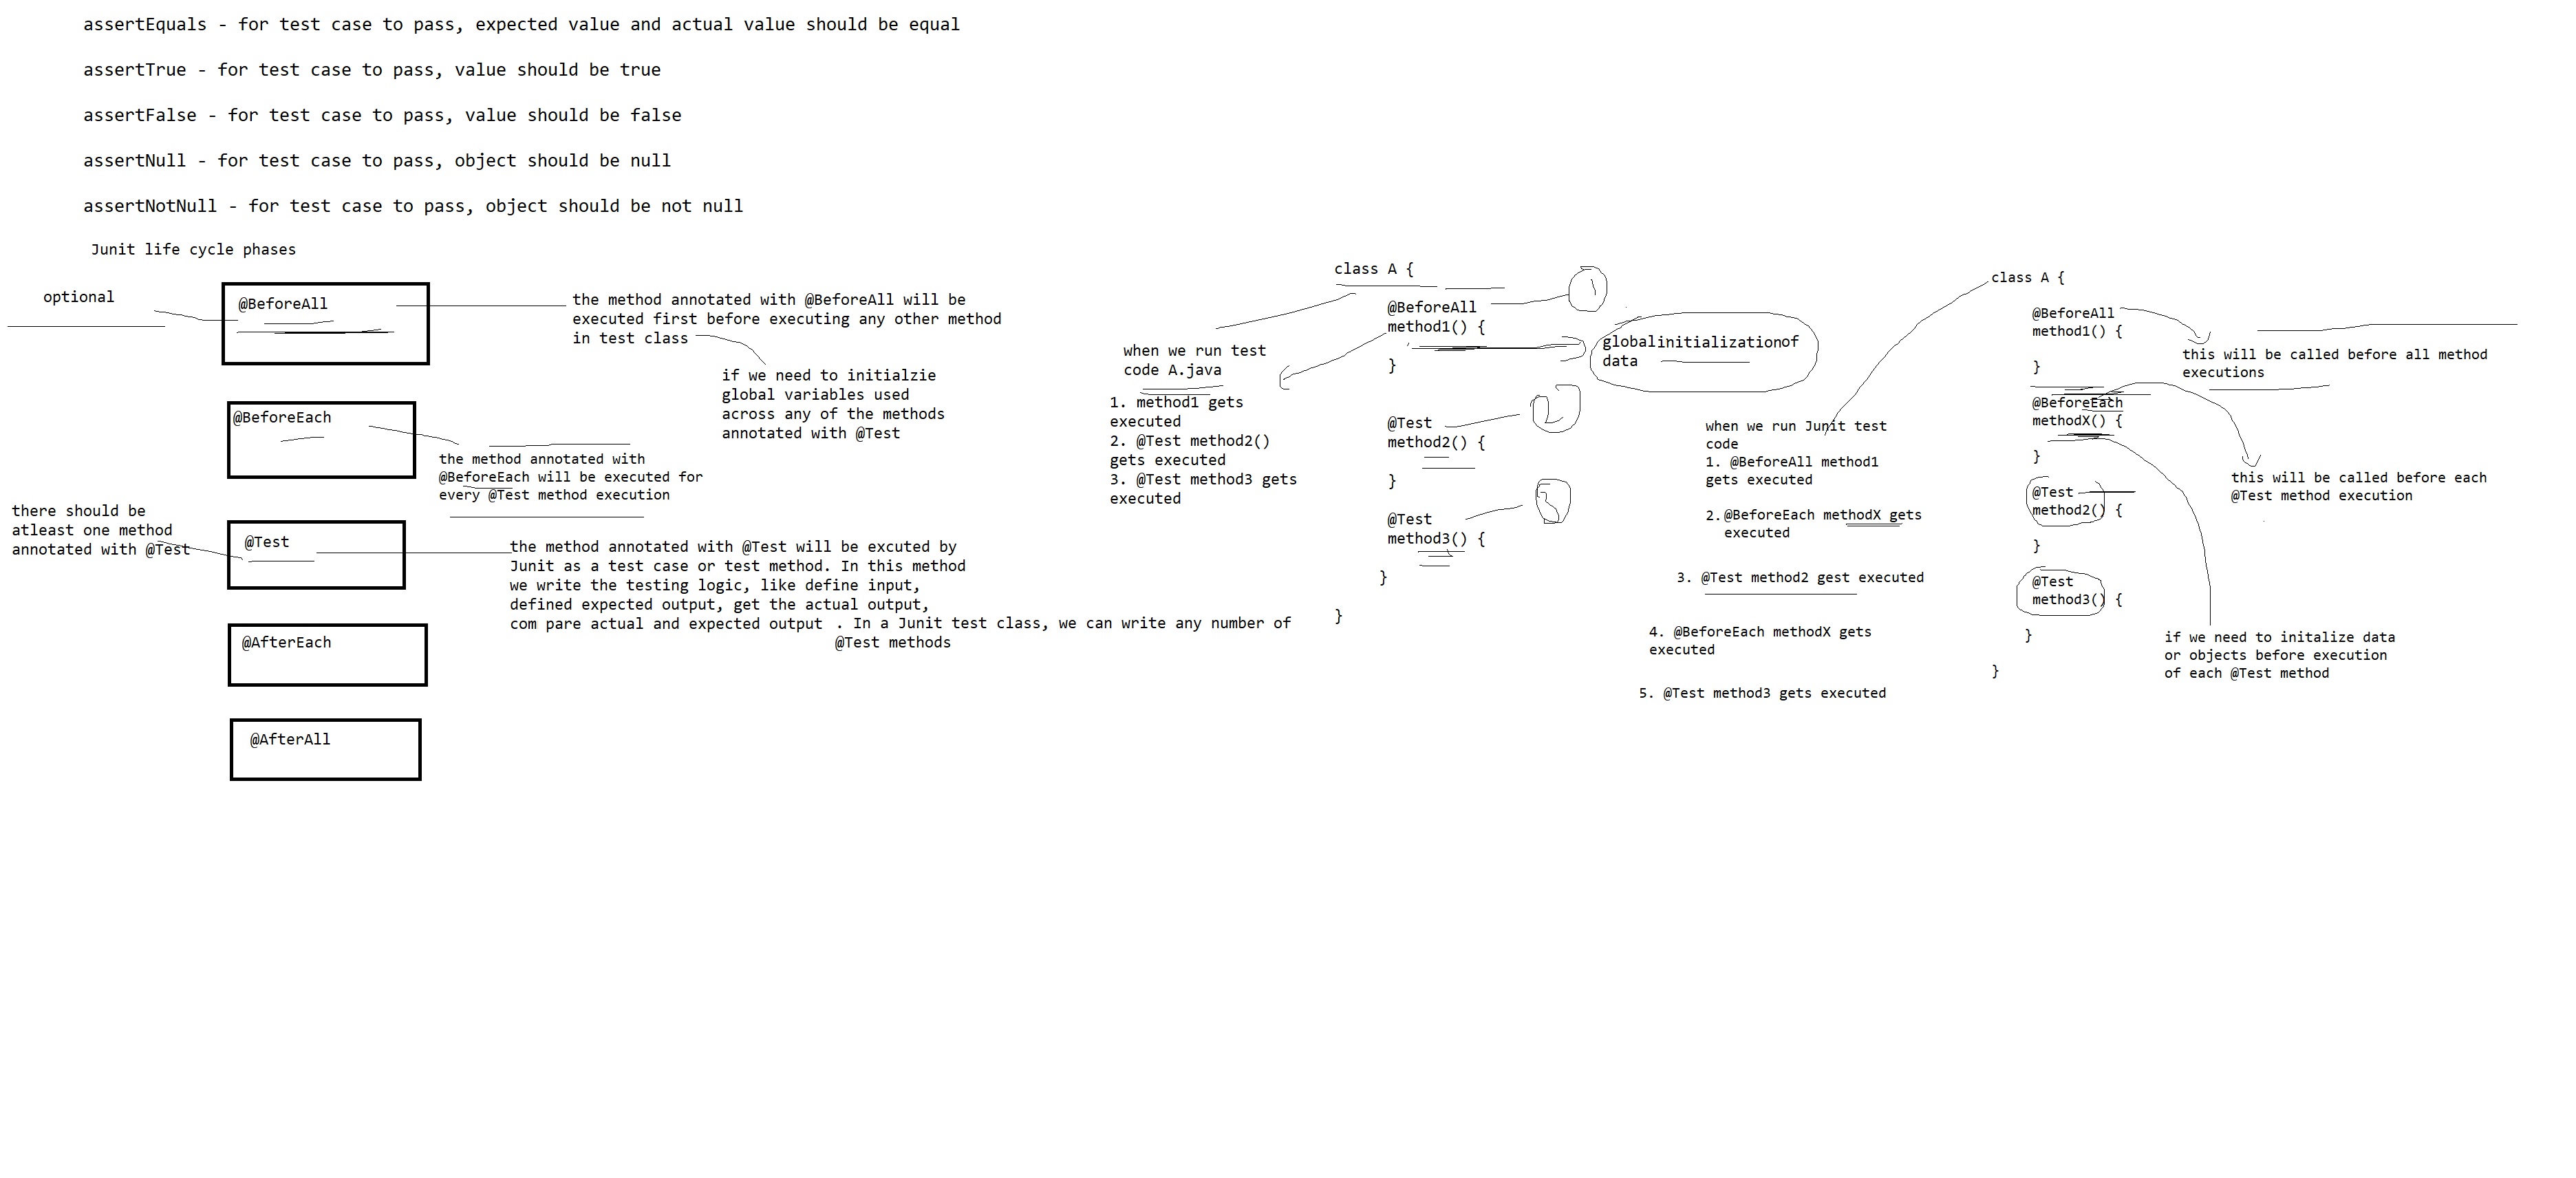 assertEquals - for test case to pass, expected value and actual value should be equal
assertTrue - for test case to pass, value should be true
assertFalse - for test case to pass, value should be false
assertNull - for test case to pass, object should be null
assertNotNull - for test case to pass, object should be not null
Junit life cycle phases
optional
@BeforeAll
the method annotated with @BeforeAll will be
executed first before executing any other method
in test class
if we need to initialzie
global variables used
across any of the methods
annotated with @Test
@BeforeEach
the method annotated with
@BeforeEach will be executed for
every @Test method execution
there should be
atleast one method
annotated with @Test
@Test
the method annotated with @Test will be excuted by
Junit as a test case or test method. In this method
we write the testing logic, like define input,
defined expected output, get the actual output,
com pare actual and expected output . In a Junit test class, we can write any number of
@Test methods
@AfterEach
@AfterAll
when we run test
code A.java
1. method1 gets
executed
2. @Test method2()
gets executed
3. @Test method3 gets
executed
class A {
@BeforeAll
method1() {
}
@Test
method2() {
}
@Test
method3() {
}
}
1
2
3
globalinitializationof
data
when we run Junit test
code
1. @BeforeAll method1
gets executed
2. @BeforeEach methodX gets
executed
3. @Test method2 gest executed
4. @BeforeEach methodX gets
executed
5. @Test method3 gets executed
class A {
@BeforeAll
method1() {
}
@BeforeEach
methodX() {
}
@Test
method2() {
}
@Test
method3() {
}
}
this will be called before all method
executions
this will be called before each
@Test method execution
if we need to initalize data
or objects before execution
of each @Test method